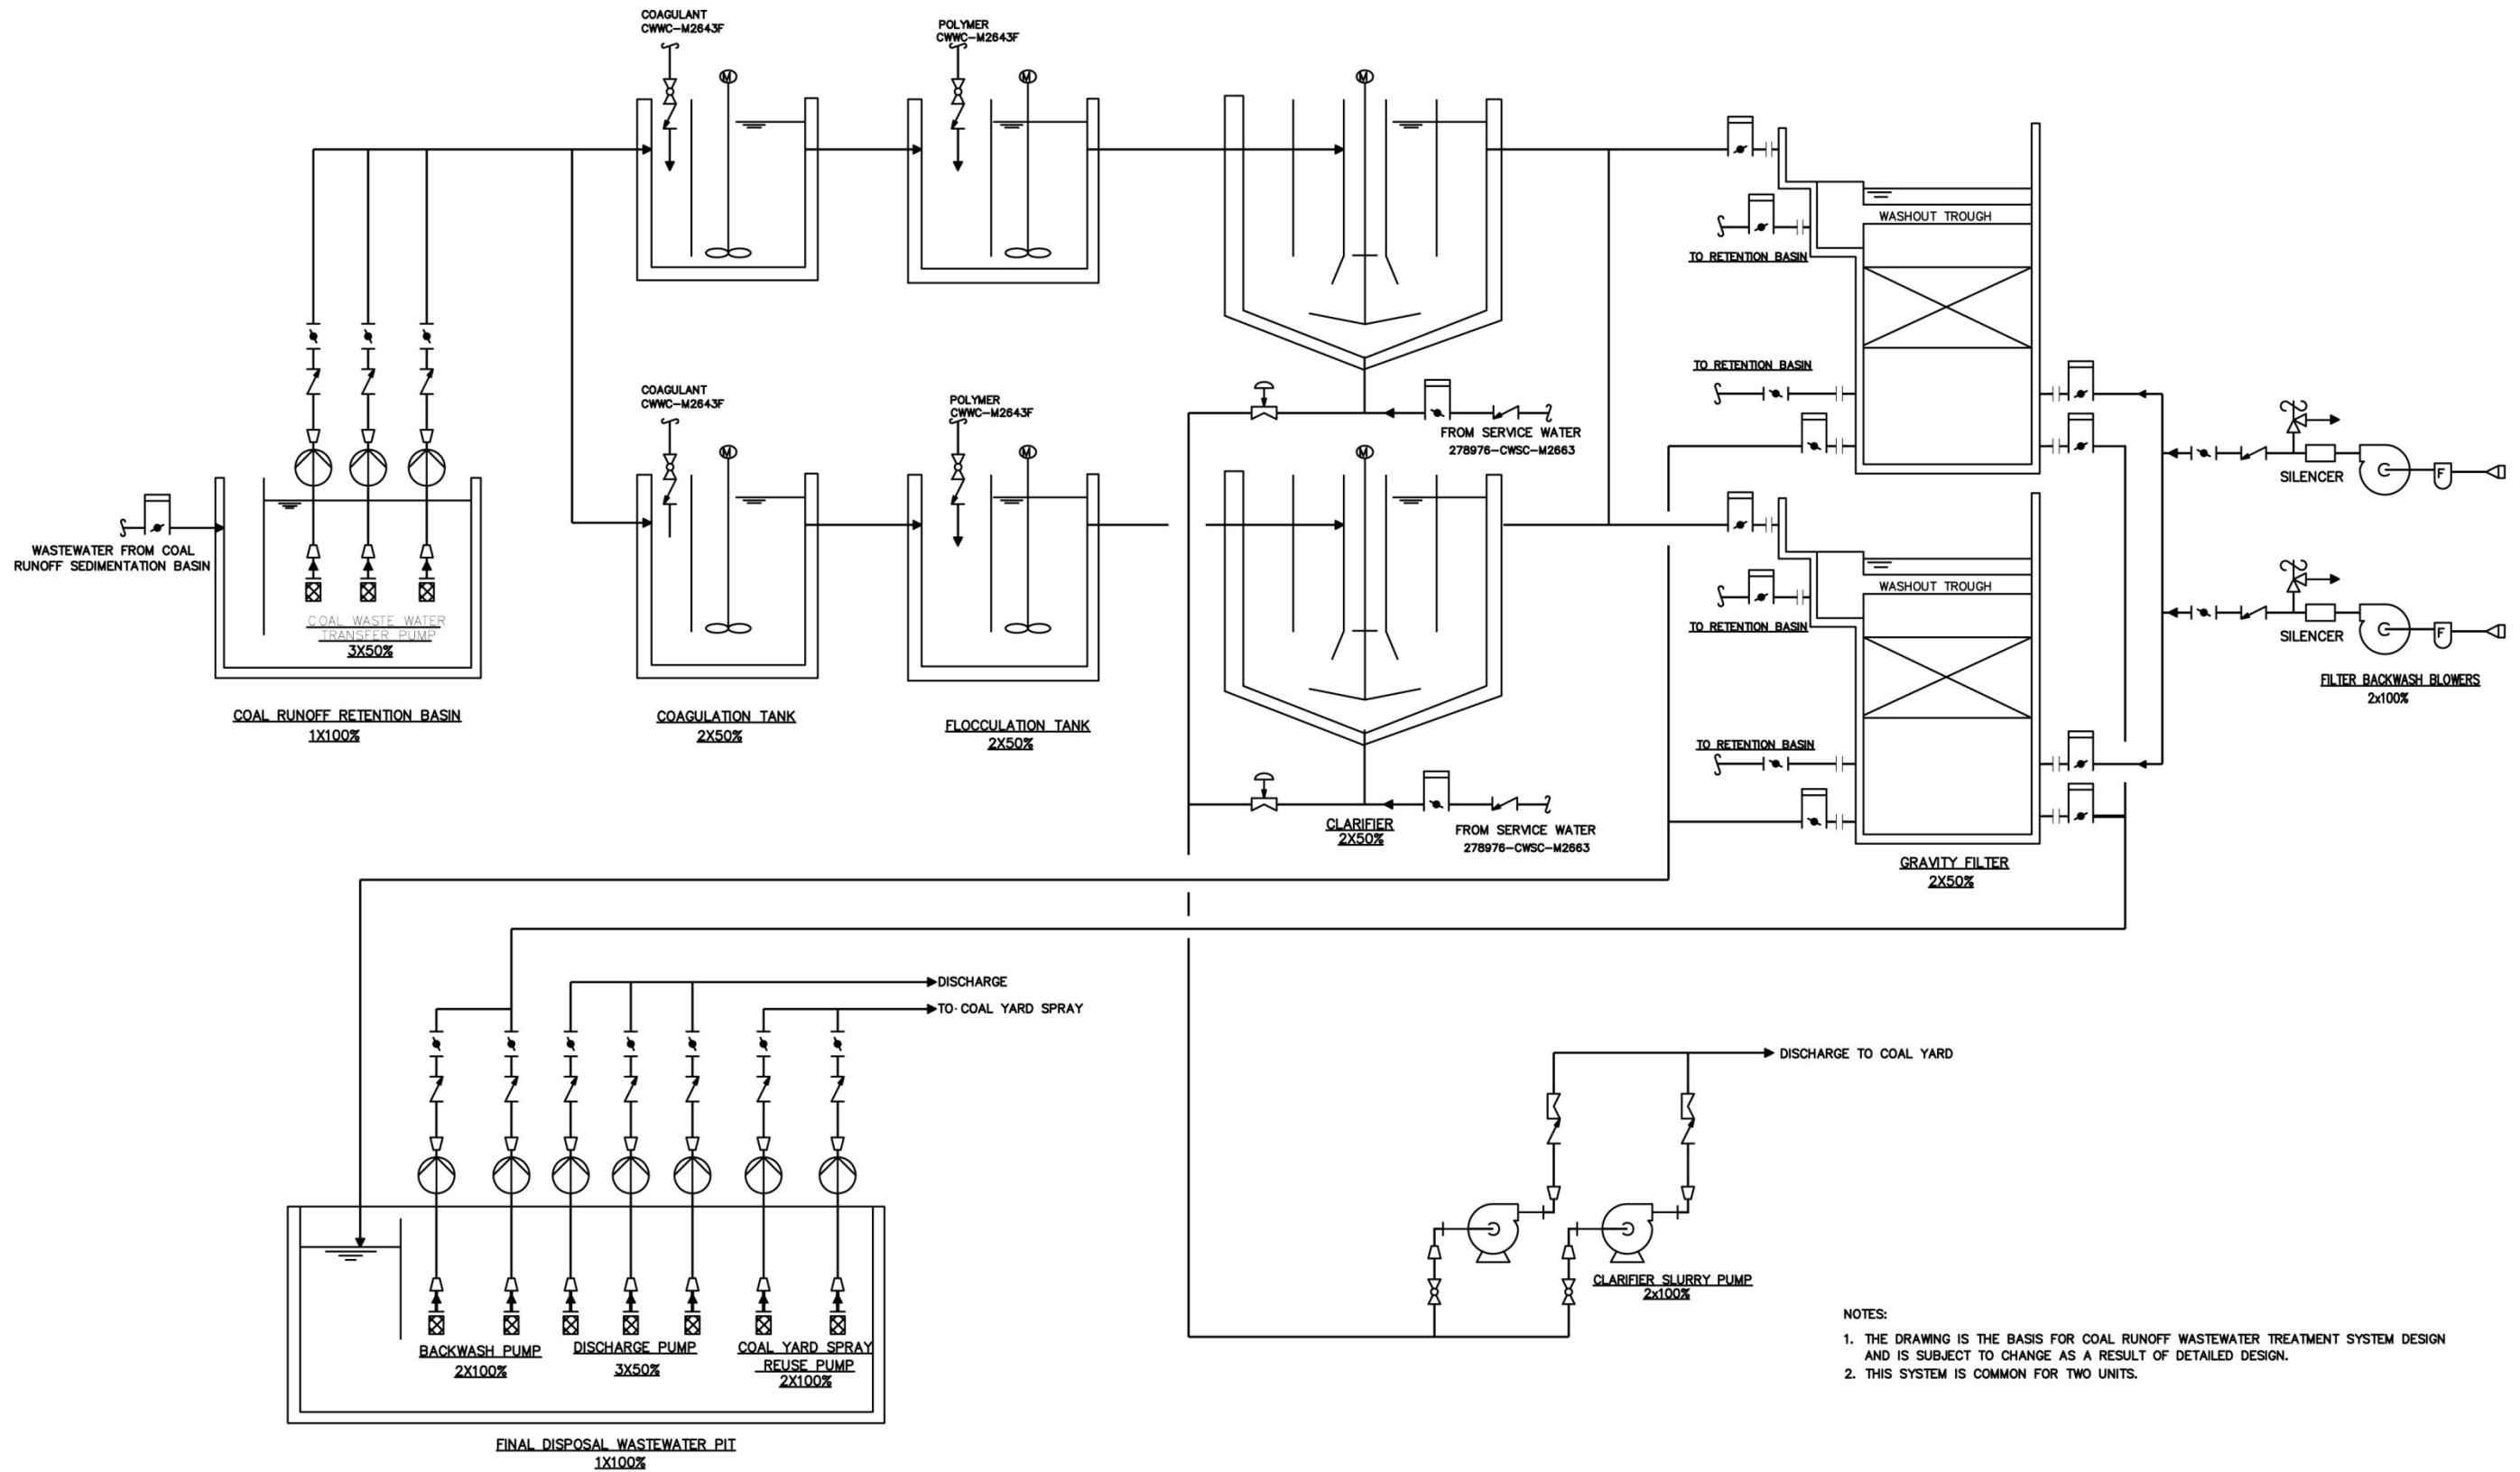 COAGULANT
CWWC-M2643F
POLYMER
CWWC-M2643F
M
M
M
WASHOUT TROUGH
TO RETENTION BASIN
TO RETENTION BASIN
COAGULANT
CWWC-M2643F
POLYMER
CWWC-M2643F
M
M
M
FROM SERVICE WATER
278976-CWSC-M2663
SILENCER
F
WASTEWATER FROM COAL
RUNOFF SEDIMENTATION BASIN
COAL WASTE WATER
TRANSFER PUMP
3X50%
WASHOUT TROUGH
TO RETENTION BASIN
SILENCER
F
FILTER BACKWASH BLOWERS
2x100%
COAL RUNOFF RETENTION BASIN
1X100%
COAGULATION TANK
2X50%
FLOCCULATION TANK
2X50%
TO RETENTION BASIN
CLARIFIER
2X50%
FROM SERVICE WATER
278976-CWSC-M2663
GRAVITY FILTER
2X50%
DISCHARGE
TO COAL YARD SPRAY
DISCHARGE TO COAL YARD
CLARIFIER SLURRY PUMP
2x100%
BACKWASH PUMP
2X100%
DISCHARGE PUMP
3X50%
COAL YARD SPRAY
REUSE PUMP
2X100%
FINAL DISPOSAL WASTEWATER PIT
1X100%
NOTES:
1. THE DRAWING IS THE BASIS FOR COAL RUNOFF WASTEWATER TREATMENT SYSTEM DESIGN
AND IS SUBJECT TO CHANGE AS A RESULT OF DETAILED DESIGN.
2. THIS SYSTEM IS COMMON FOR TWO UNITS.